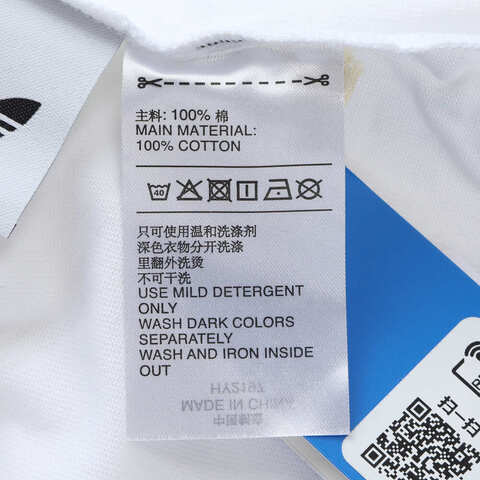 主料: 100% 棉
MAIN MATERIAL:
100% COTTON
40
只可使用温和洗涤剂
深色衣物分开洗涤
里翻外洗烫
不可干洗
USE MILD DETERGENT
ONLY
WASH DARK COLORS
SEPARATELY
WASH AND IRON INSIDE
OUT
HY2197
MADE IN CHINA
中国制造
扫一扫